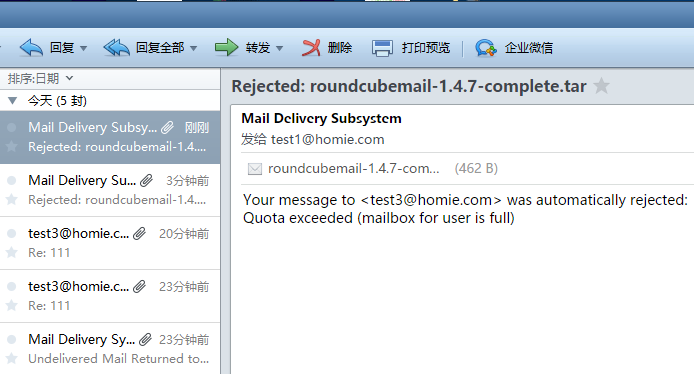 回复 回复全部 转发 删除 打印预览 企业微信
排序:日期
今天 (5 封)
Mail Delivery Subsy... 刚刚
Rejected: roundcubemail-1.4....
Mail Delivery Su... 3分钟前
Rejected: roundcubemail-1.4....
test3@homie.c... 20分钟前
Re: 111
test3@homie.c... 23分钟前
Re: 111
Mail Delivery Sy... 23分钟前
Undelivered Mail Returned to...
Rejected: roundcubemail-1.4.7-complete.tar
Mail Delivery Subsystem
发给 test1@homie.com
roundcubemail-1.4.7-com... (462 B)
Your message to <test3@homie.com> was automatically rejected:
Quota exceeded (mailbox for user is full)